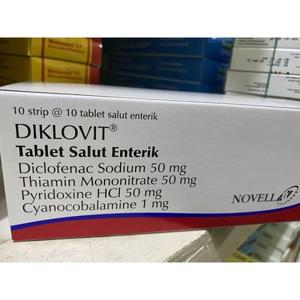 10 strip @ 10 tablet salut enterik
DIKLOVIT®
Tablet Salut Enterik
Diclofenac Sodium 50 mg
Thiamin Mononitrate 50 mg
Pyridoxine HCl 50 mg
Cyanocobalamine 1 mg
NOVELL